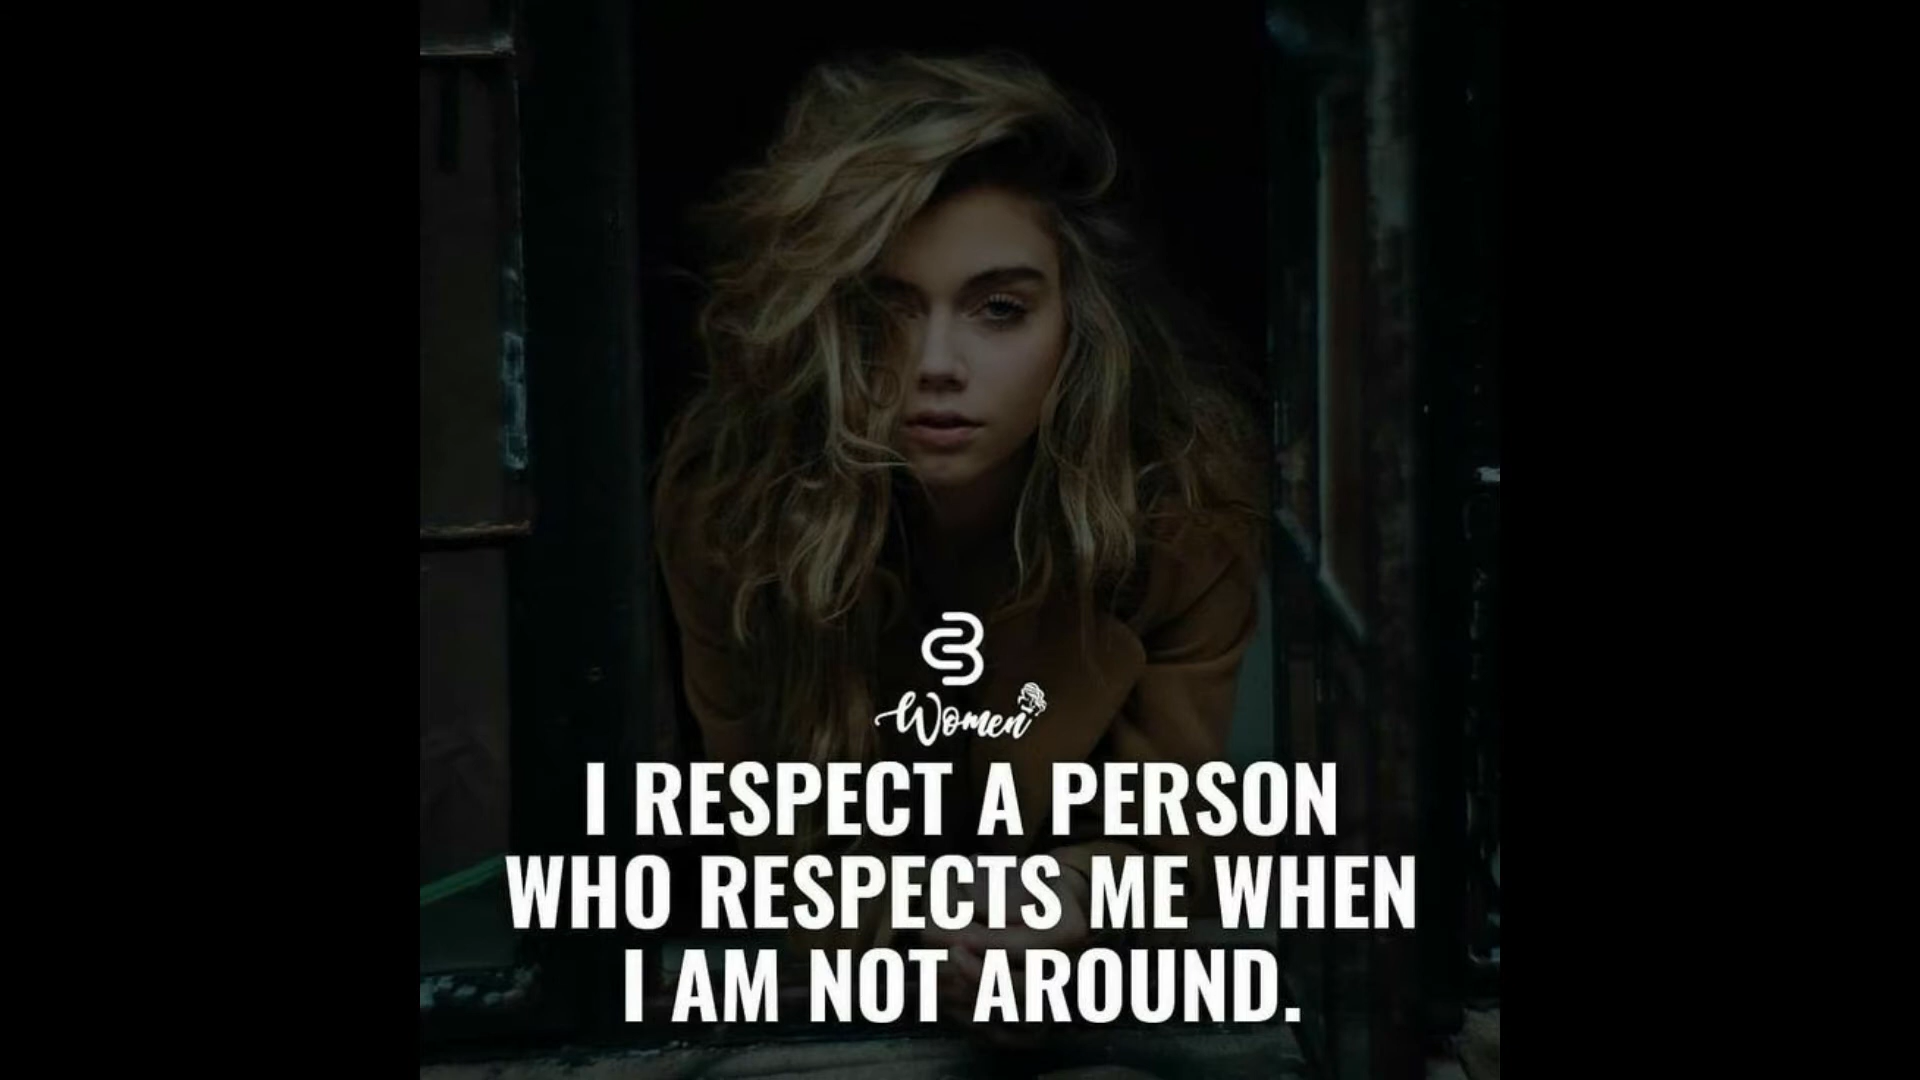 Women
I RESPECT A PERSON
WHO RESPECTS ME WHEN
I AM NOT AROUND.